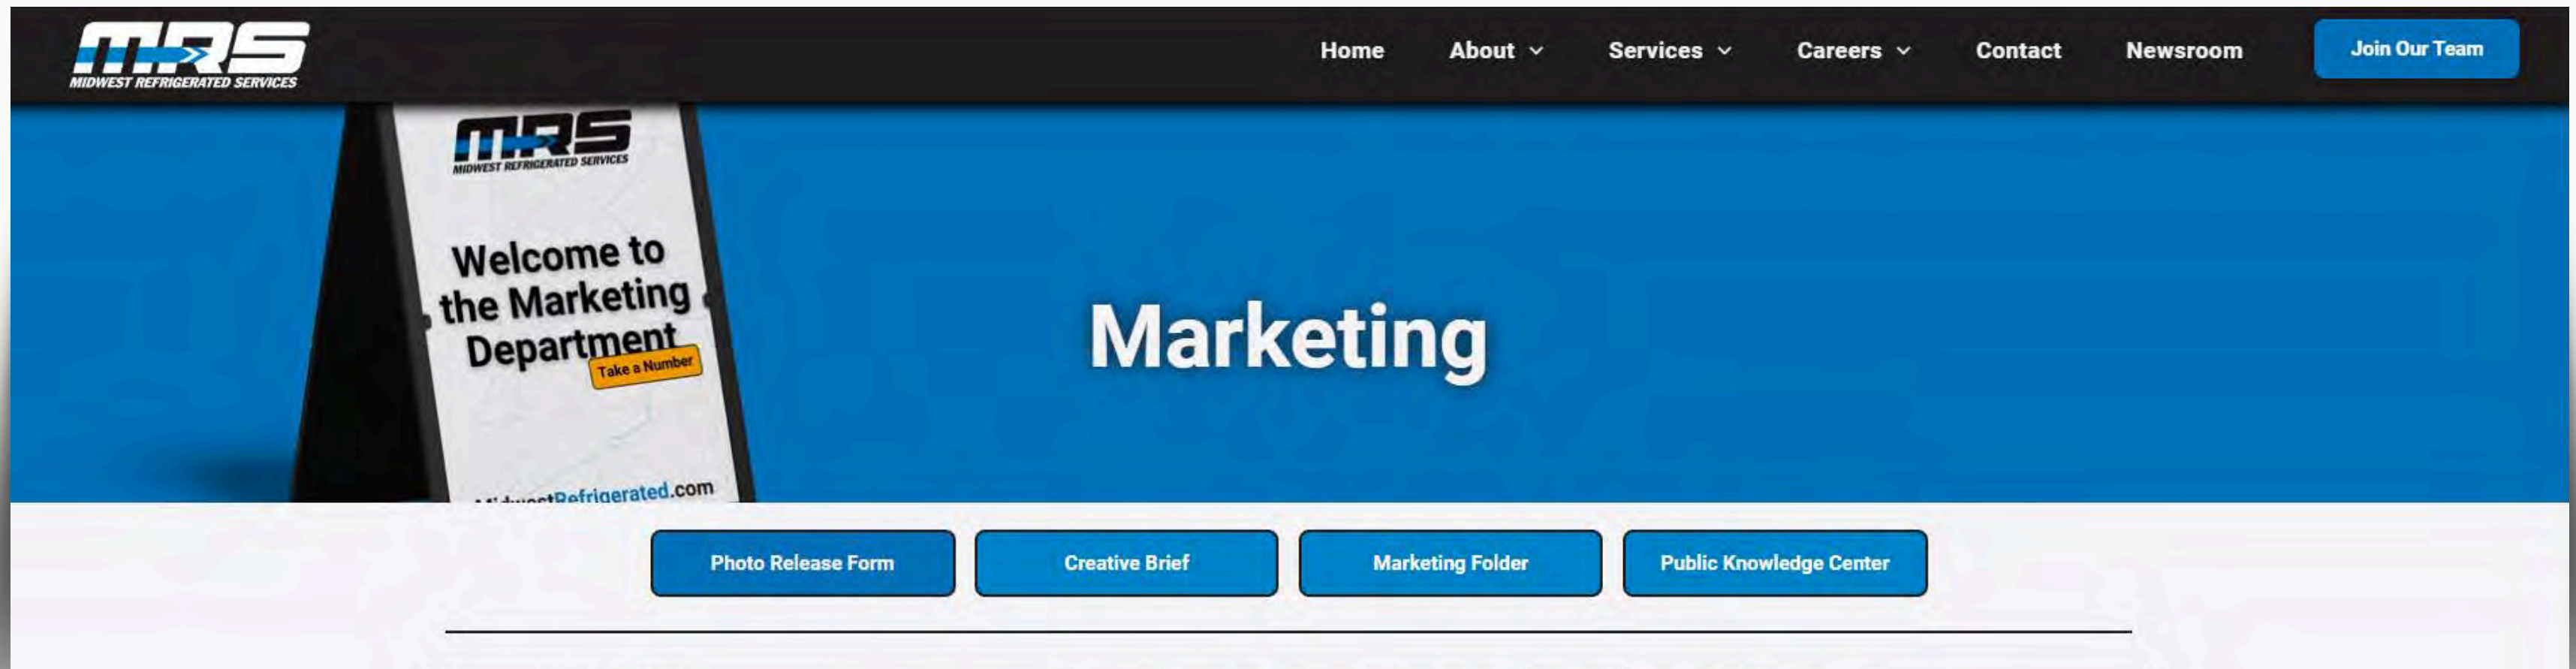 MRS
MIDWEST REFRIGERATED SERVICES
Home About Services Careers Contact Newsroom Join Our Team
MRS
MIDWEST REFRIGERATED SERVICES
Welcome to
the Marketing
Department
Take a Number
MidwestRefrigerated.com
Marketing
Photo Release Form Creative Brief Marketing Folder Public Knowledge Center